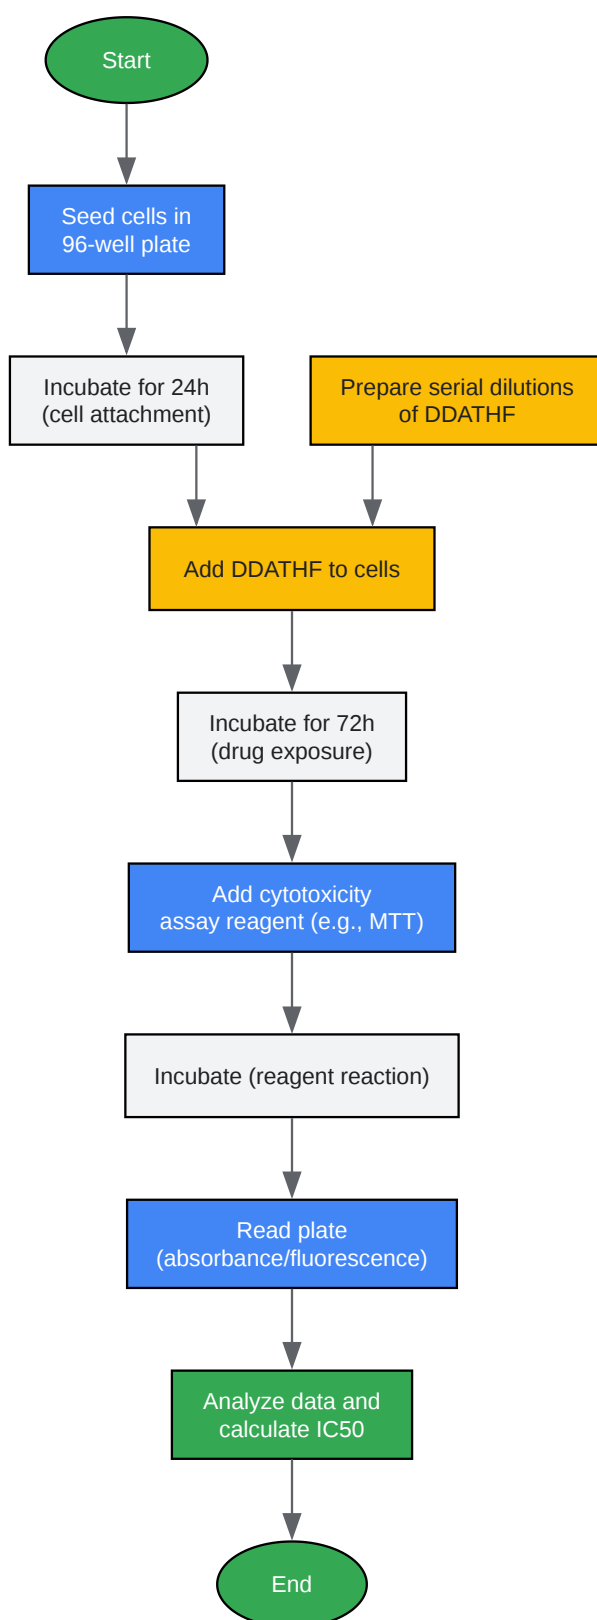 Start
Seed cells in
96-well plate
Incubate for 24h
(cell attachment)
Prepare serial dilutions
of DDATHF
Add DDATHF to cells
Incubate for 72h
(drug exposure)
Add cytotoxicity
assay reagent (e.g., MTT)
Incubate (reagent reaction)
Read plate
(absorbance/fluorescence)
Analyze data and
calculate IC50
End